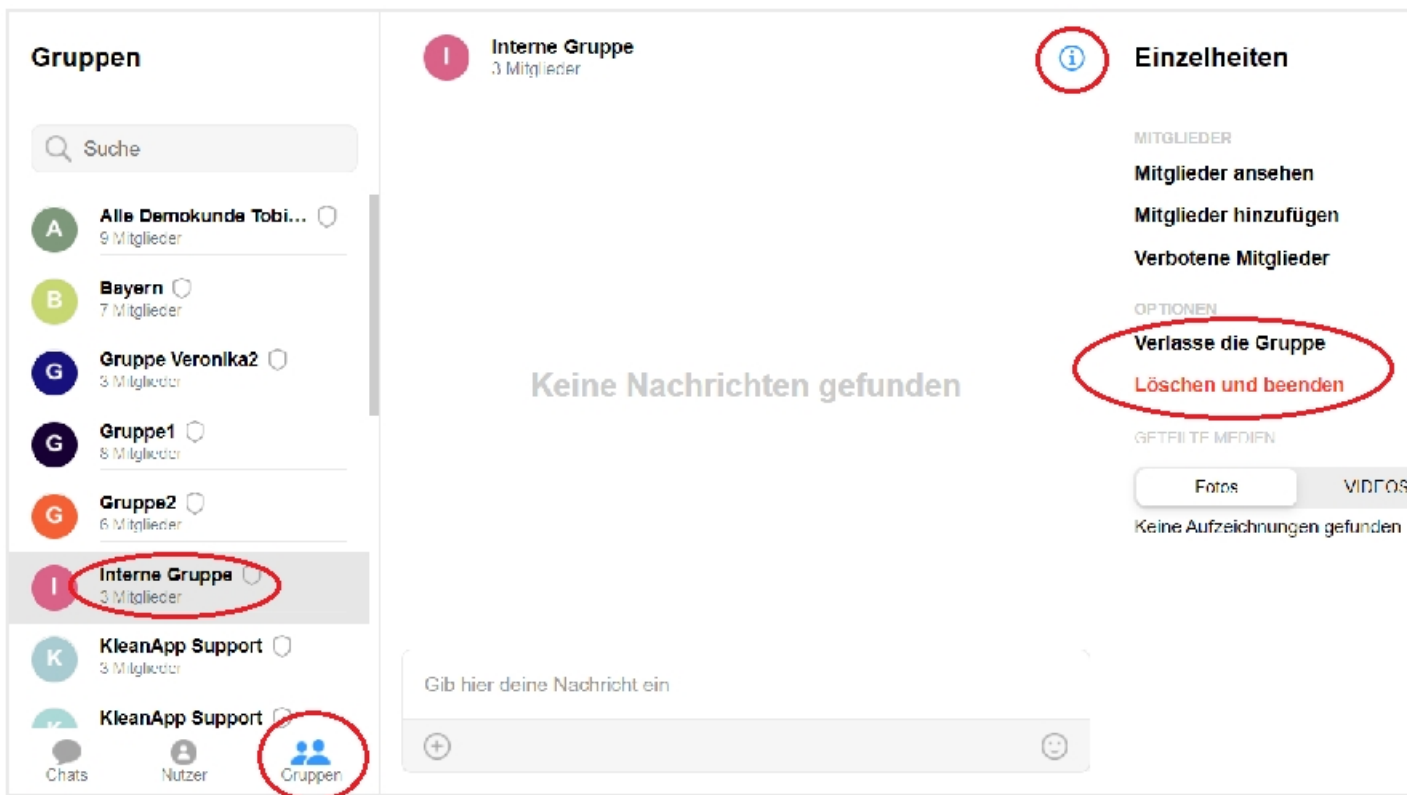 Gruppen
Suche
A
Alle Demokunde Tobi...
9 Mitglieder
B
Bayern
7 Mitglieder
G
Gruppe Veronika2
3 Mitglieder
G
Gruppe1
8 Mitglieder
G
Gruppe2
6 Mitglieder
I
Interne Gruppe
3 Mitglieder
K
KleanApp Support
3 Mitglieder
K
KleanApp Support
Chats
Nutzer
Gruppen
I
Interne Gruppe
3 Mitglieder
Keine Nachrichten gefunden
Gib hier deine Nachricht ein
Einzelheiten
MITGLIEDER
Mitglieder ansehen
Mitglieder hinzufügen
Verbotene Mitglieder
OPTIONEN
Verlasse die Gruppe
Löschen und beenden
GETEILTE MEDIEN
Fotos
VIDEOS
Keine Aufzeichnungen gefunden